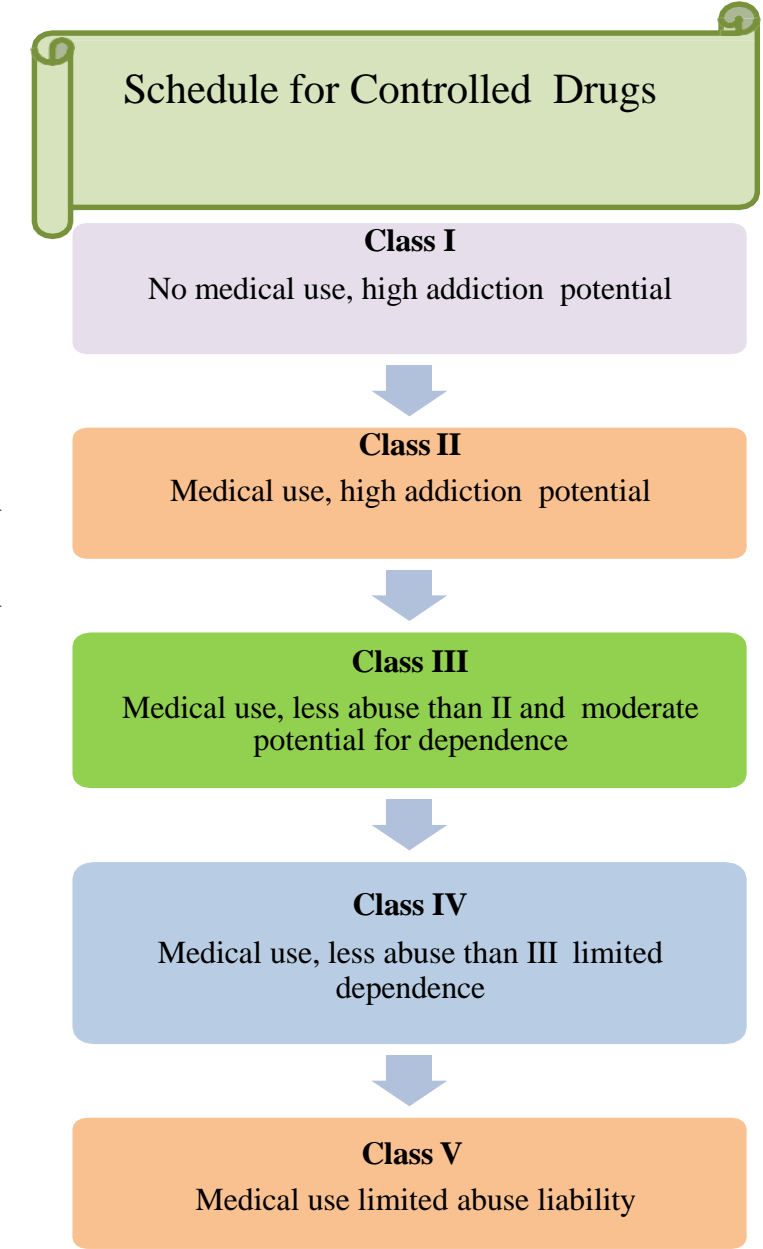 Schedule for Controlled Drugs
Class I
No medical use, high addiction potential
Class II
Medical use, high addiction potential
Class III
Medical use, less abuse than II and moderate
potential for dependence
Class IV
Medical use, less abuse than III limited
dependence
Class V
Medical use limited abuse liability